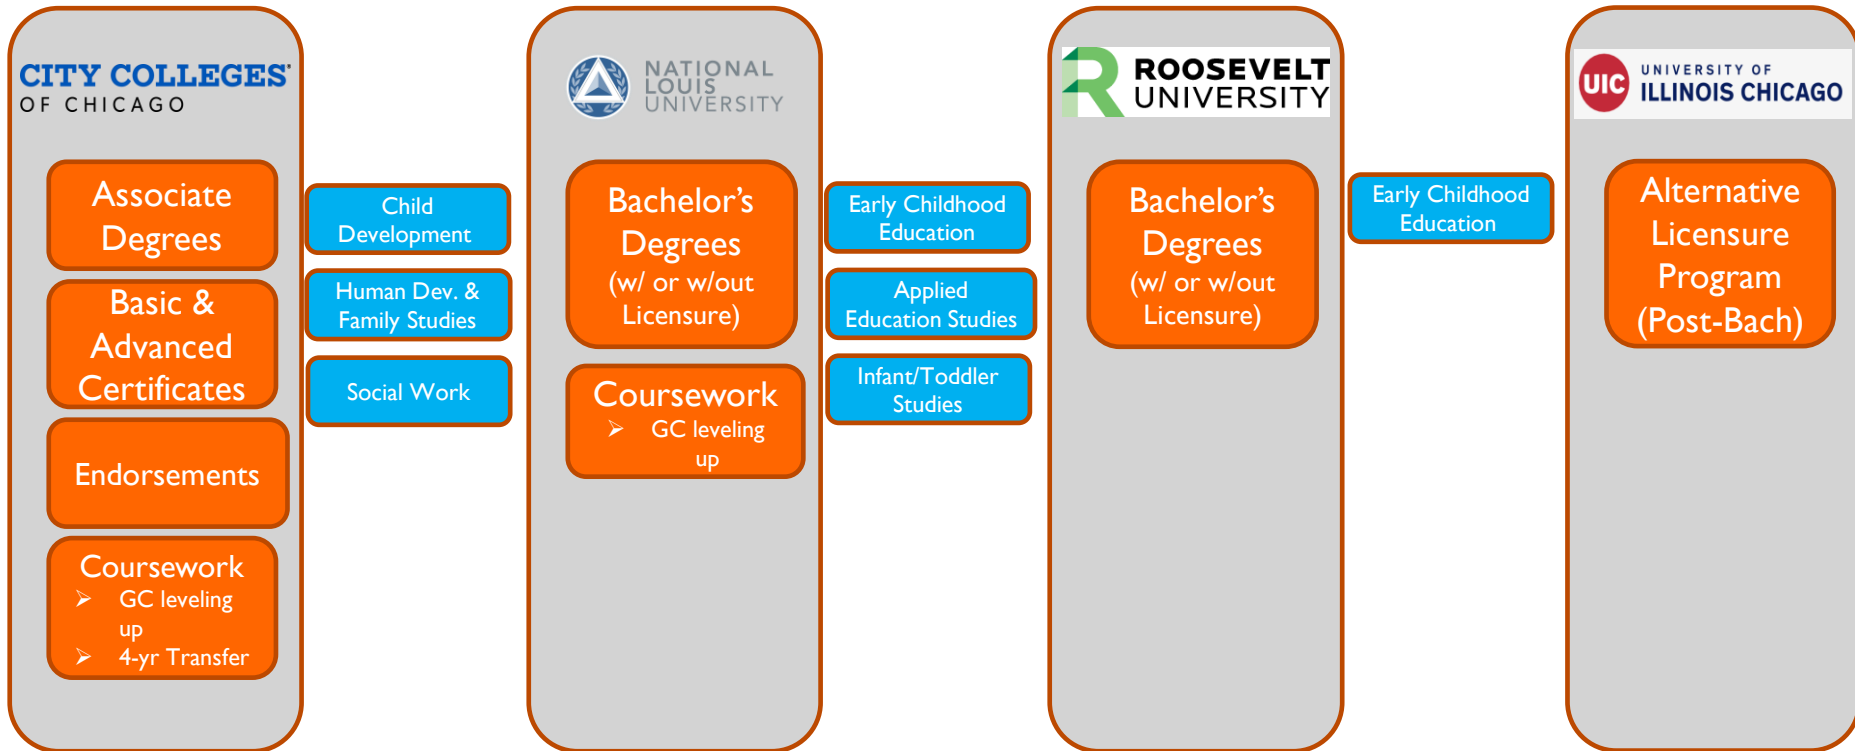 CITY COLLEGES
OF CHICAGO
Associate
Degrees
Basic &
Advanced
Certificates
Endorsements
Coursework
➢ GC leveling
up
➢ 4-yr Transfer
Child
Development
Human Dev. &
Family Studies
Social Work
NATIONAL
LOUIS
UNIVERSITY
Bachelor’s
Degrees
(w/ or w/out
Licensure)
Coursework
➢ GC leveling
up
Early Childhood
Education
Applied
Education Studies
Infant/Toddler
Studies
ROOSEVELT
UNIVERSITY
Bachelor’s
Degrees
(w/ or w/out
Licensure)
Early Childhood
Education
UIC
UNIVERSITY OF
ILLINOIS CHICAGO
Alternative
Licensure
Program
(Post-Bach)